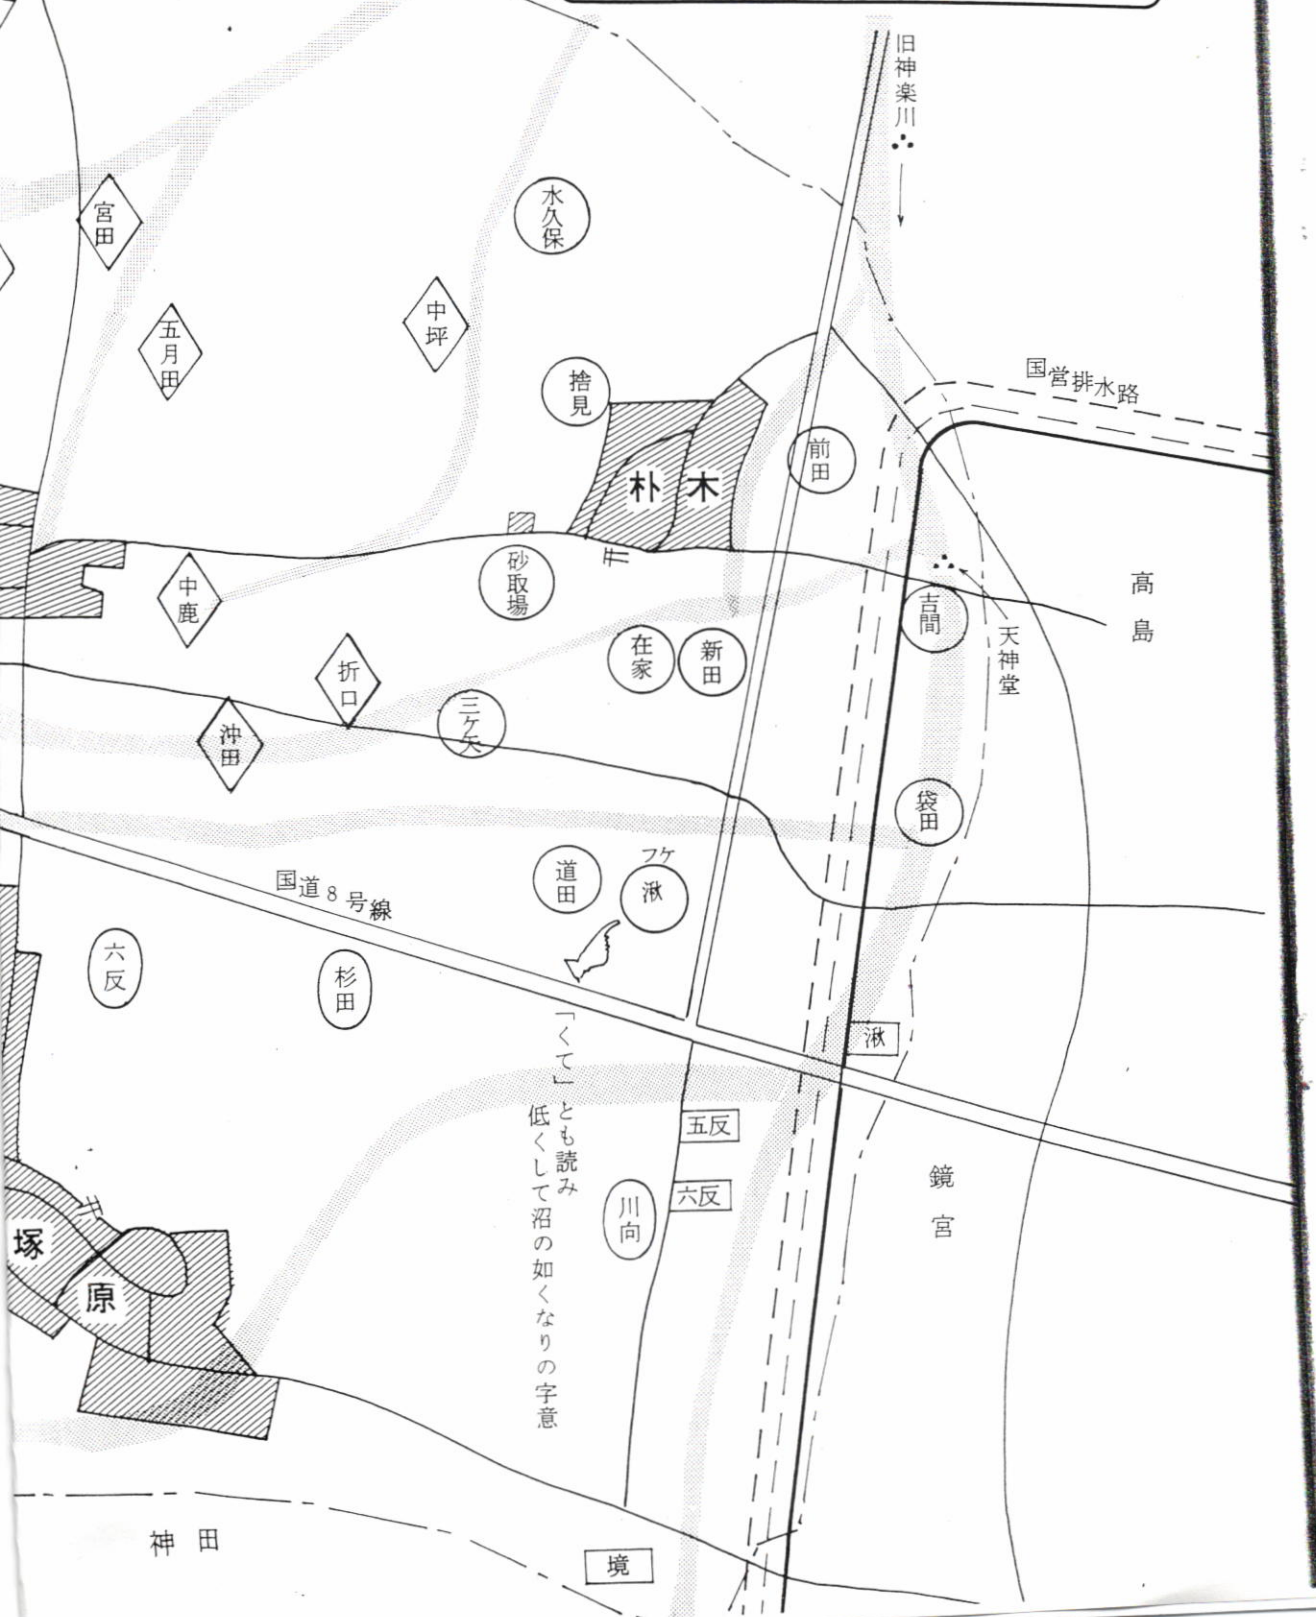 旧神楽川
水久保
宮田
中坪
五月田
捨見
国営排水路
前田
朴木
砂取場
中鹿
吉間
高島
天神堂
在家
新田
折口
三ケ矢
沖田
袋田
フケ
湫
道田
国道8号線
六反
杉田
湫
「くて」とも読み
低くして沼の如くなりの字意
五反
六反
川向
鏡宮
塚原
神田
境